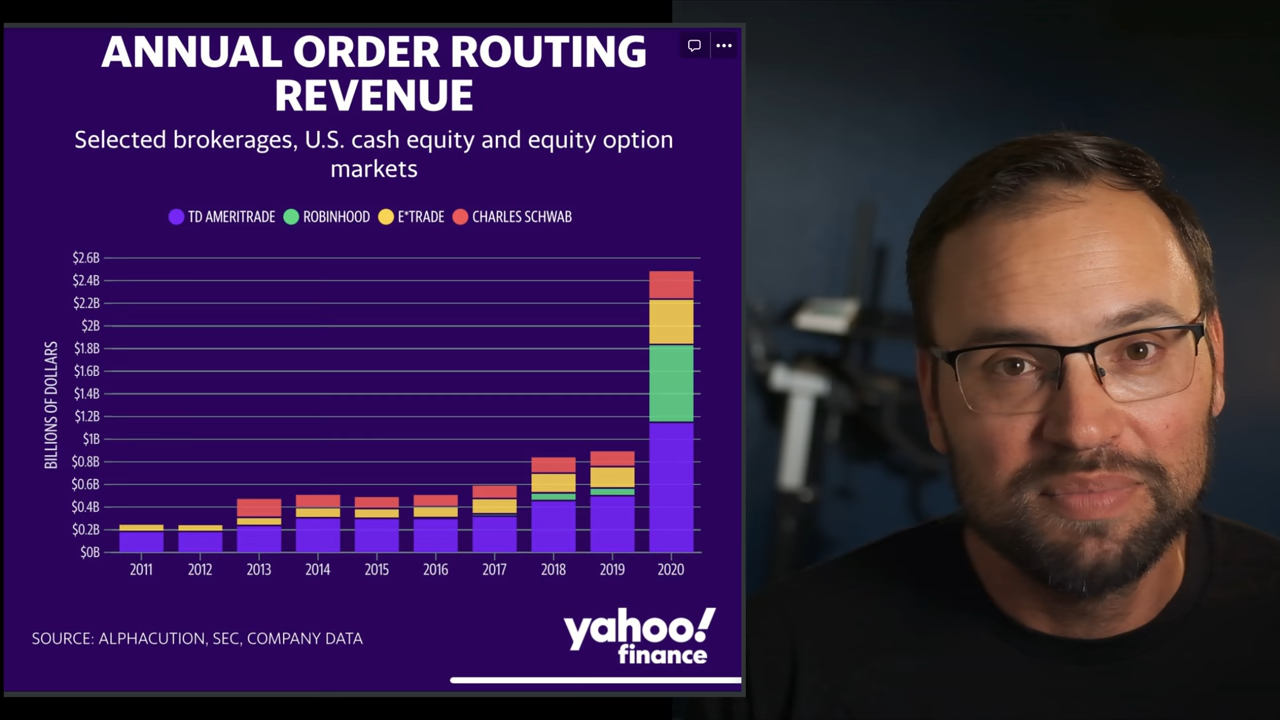 ANNUAL ORDER ROUTING
REVENUE
Selected brokerages, U.S. cash equity and equity option
markets
TD AMERITRADE ROBINHOOD E*TRADE CHARLES SCHWAB
$2.6B
$2.4B
$2.2B
$2B
$1.8B
$1.6B
$1.4B
$1.2B
$1B
$0.8B
$0.6B
$0.4B
$0.2B
$0B
BILLIONS OF DOLLARS
2011 2012 2013 2014 2015 2016 2017 2018 2019 2020
SOURCE: ALPHACUTION, SEC, COMPANY DATA
yahoo!
finance